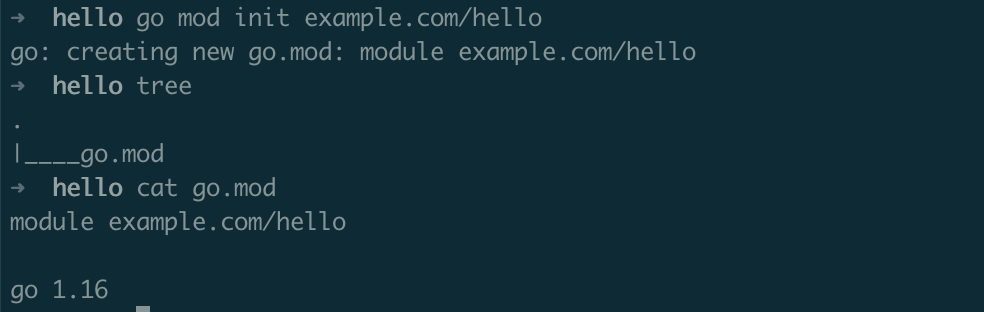 ➜  hello go mod init example.com/hello
go: creating new go.mod: module example.com/hello
➜  hello tree
.
|____go.mod
➜  hello cat go.mod
module example.com/hello

go 1.16